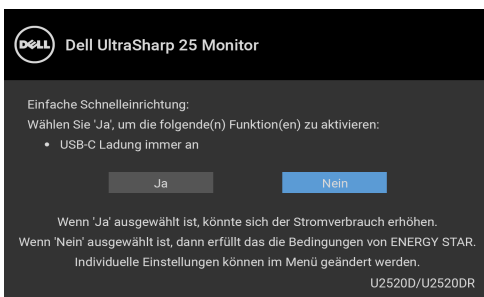 DELL Dell UltraSharp 25 Monitor
Einfache Schnelleinrichtung:
Wählen Sie 'Ja', um die folgende(n) Funktion(en) zu aktivieren:
• USB-C Ladung immer an
Ja Nein
Wenn 'Ja' ausgewählt ist, könnte sich der Stromverbrauch erhöhen.
Wenn 'Nein' ausgewählt ist, dann erfüllt das die Bedingungen von ENERGY STAR.
Individuelle Einstellungen können im Menü geändert werden.
U2520D/U2520DR